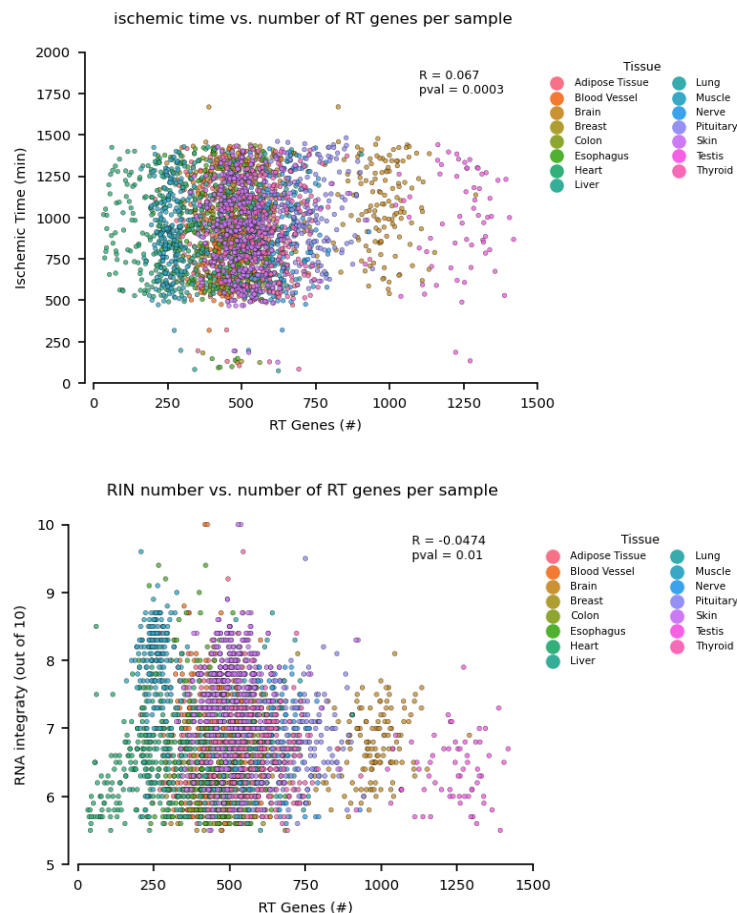 ischemic time vs. number of RT genes per sample
2000
1750
1500
1250
1000
750
500
250
0
Ischemic Time (min)
R = 0.067
pval = 0.0003
0 250 500 750 1000 1250 1500
RT Genes (#)
Tissue
Adipose Tissue
Blood Vessel
Brain
Breast
Colon
Esophagus
Heart
Liver
Lung
Muscle
Nerve
Pituitary
Skin
Testis
Thyroid
RIN number vs. number of RT genes per sample
10
9
8
7
6
5
RNA integraty (out of 10)
R = -0.0474
pval = 0.01
0 250 500 750 1000 1250 1500
RT Genes (#)
Tissue
Adipose Tissue
Blood Vessel
Brain
Breast
Colon
Esophagus
Heart
Liver
Lung
Muscle
Nerve
Pituitary
Skin
Testis
Thyroid